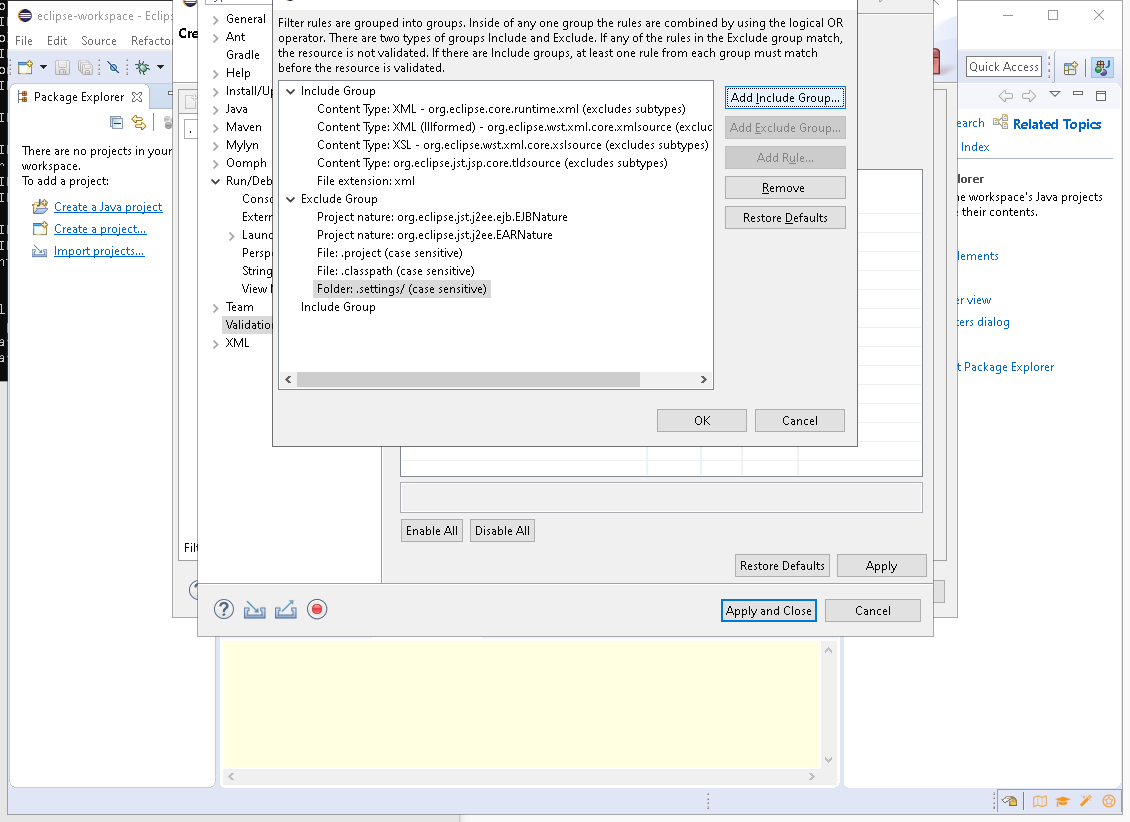 eclipse-workspace - Eclips
File Edit Source Refacto
Quick Access
Package Explorer
There are no projects in your
workspace.
To add a project:
Create a Java project
Create a project...
Import projects...
Cre
General
Ant
Gradle
Help
Install/Up
Java
Maven
Mylyn
Oomph
Run/Deb
Conso
Extern
Launc
Persp
String
View M
Team
Validatio
XML
Filter rules are grouped into groups. Inside of any one group the rules are combined by using the logical OR
operator. There are two types of groups Include and Exclude. If any of the rules in the Exclude group match,
the resource is not validated. If there are Include groups, at least one rule from each group must match
before the resource is validated.
Include Group
Content Type: XML - org.eclipse.core.runtime.xml (excludes subtypes)
Content Type: XML (Illformed) - org.eclipse.wst.xml.core.xmlsource (exclud
Content Type: XSL - org.eclipse.wst.xml.core.xslsource (excludes subtypes)
Content Type: org.eclipse.jst.jsp.core.tldsource (excludes subtypes)
File extension: xml
Exclude Group
Project nature: org.eclipse.jst.j2ee.ejb.EJBNature
Project nature: org.eclipse.jst.j2ee.EARNature
File: .project (case sensitive)
File: .classpath (case sensitive)
Folder: .settings/ (case sensitive)
Include Group
Add Include Group...
Add Exclude Group...
Add Rule...
Remove
Restore Defaults
OK Cancel
Enable All Disable All
Restore Defaults Apply
Apply and Close Cancel
Filt
earch Related Topics
Index
lorer
he workspace's Java projects
their contents.
lements
er view
ters dialog
t Package Explorer